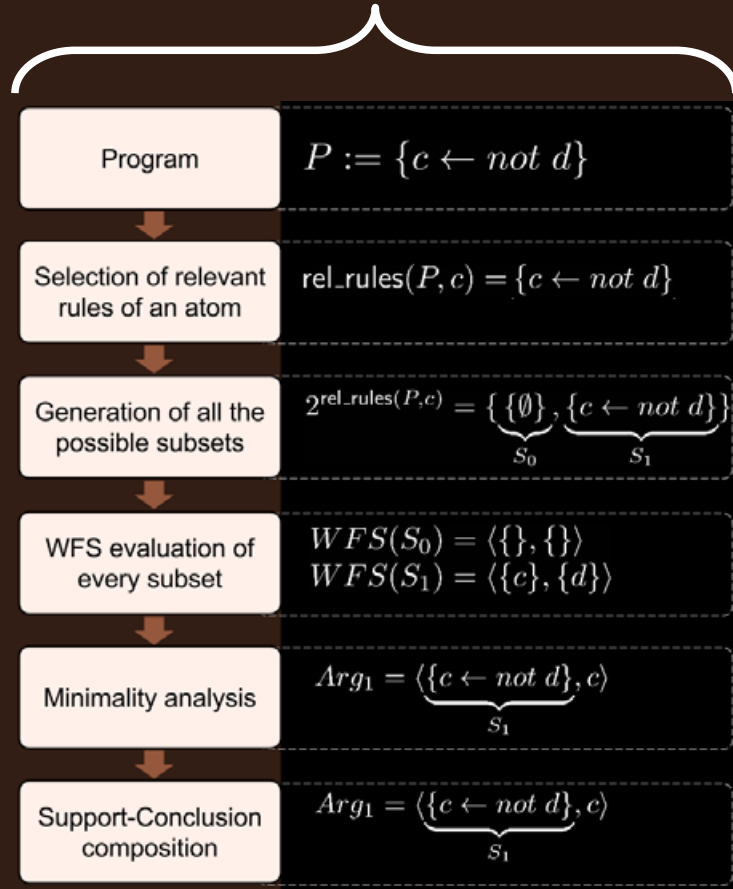 Program
P := {c ← not d}
Selection of relevant
rules of an atom
rel_rules(P, c) = {c ← not d}
Generation of all the
possible subsets
2^rel_rules(P,c) = { {∅}, {c ← not d}}
S₀ S₁
WFS evaluation of
every subset
WFS(S₀) = ⟨{}, {}⟩
WFS(S₁) = ⟨{c}, {d}⟩
Minimality analysis
Arg₁ = ⟨{c ← not d}, c⟩
S₁
Support-Conclusion
composition
Arg₁ = ⟨{c ← not d}, c⟩
S₁